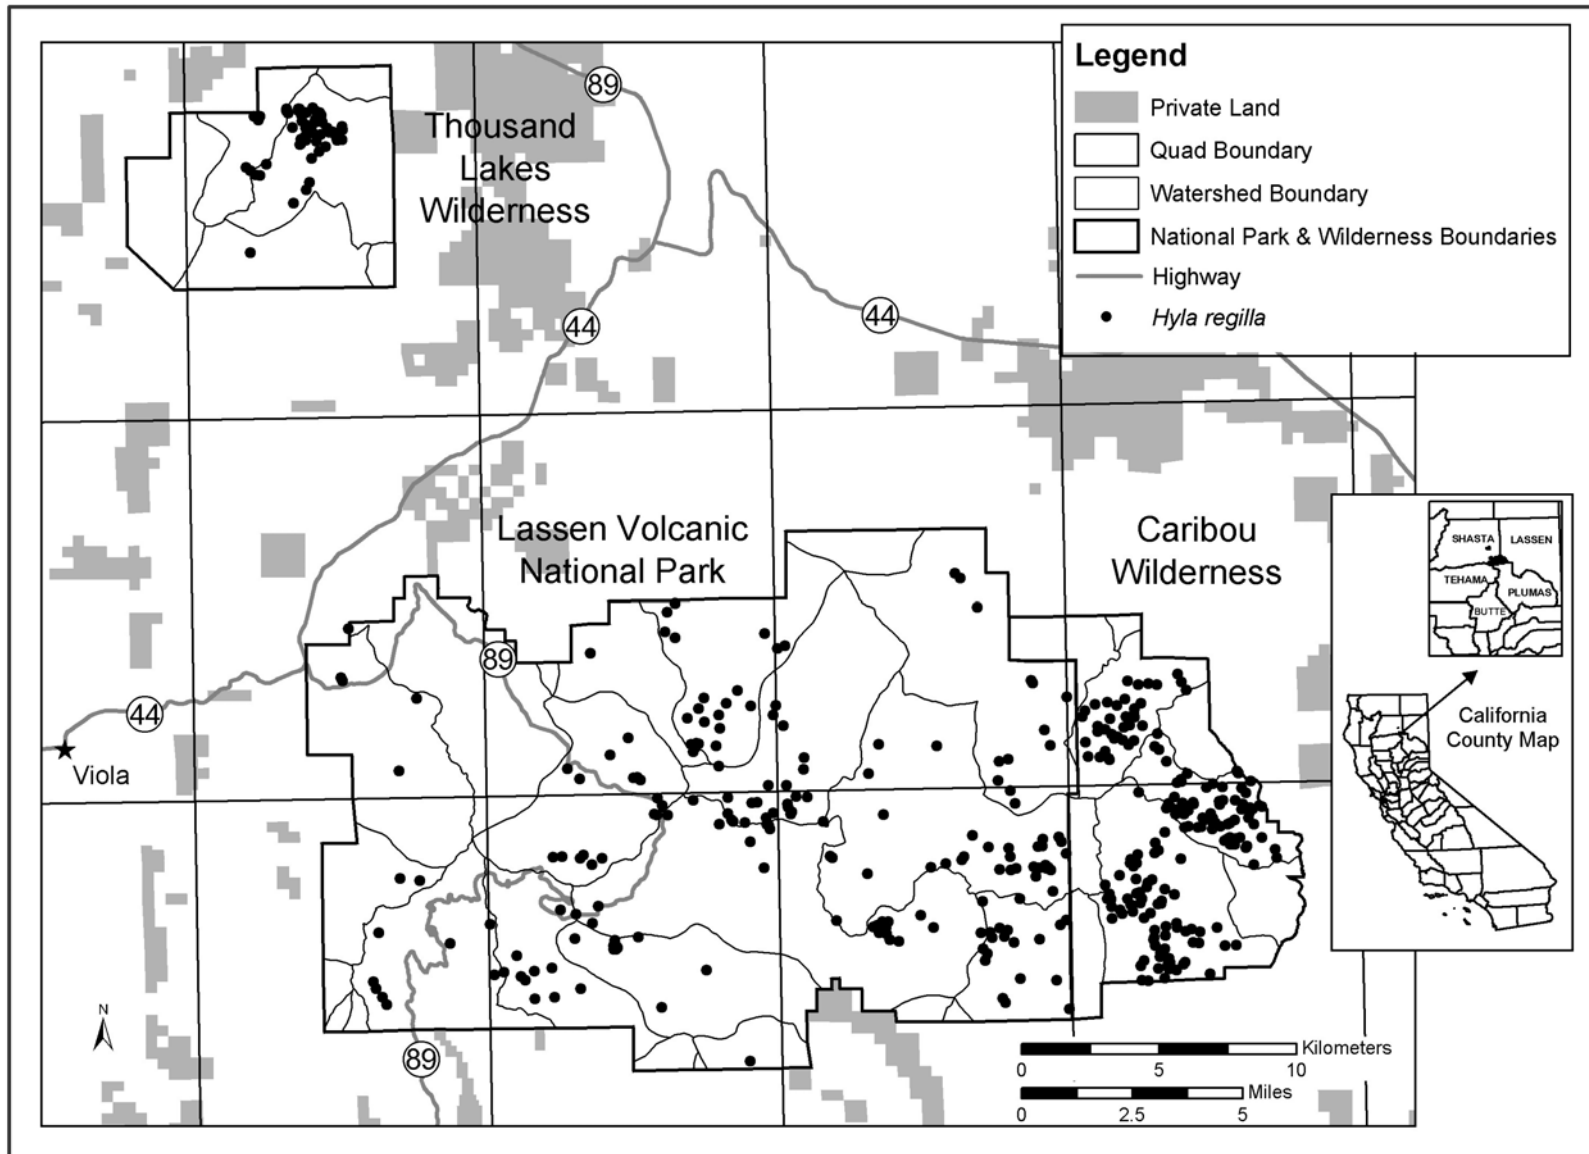 89
Thousand
Lakes
Wilderness
44
44
Legend
Private Land
Quad Boundary
Watershed Boundary
National Park & Wilderness Boundaries
Highway
Hyla regilla
Lassen Volcanic
National Park
Caribou
Wilderness
SHASTA
LASSEN
TEHAMA
PLUMAS
BUTTE
California
County Map
89
44
Viola
N
89
Kilometers
0
5
10
Miles
0
2.5
5